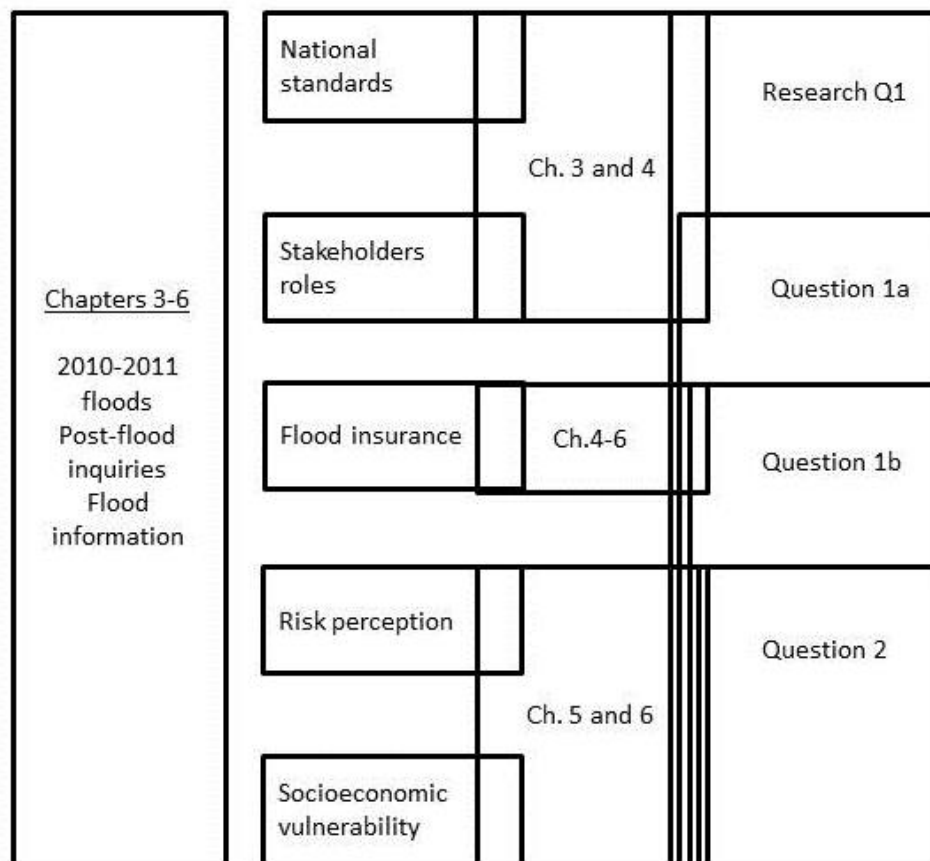 Chapters 3-6
2010-2011
floods
Post-flood
inquiries
Flood
information
National
standards
Stakeholders
roles
Flood insurance
Risk perception
Socioeconomic
vulnerability
Ch. 3 and 4
Ch.4-6
Ch. 5 and 6
Research Q1
Question 1a
Question 1b
Question 2